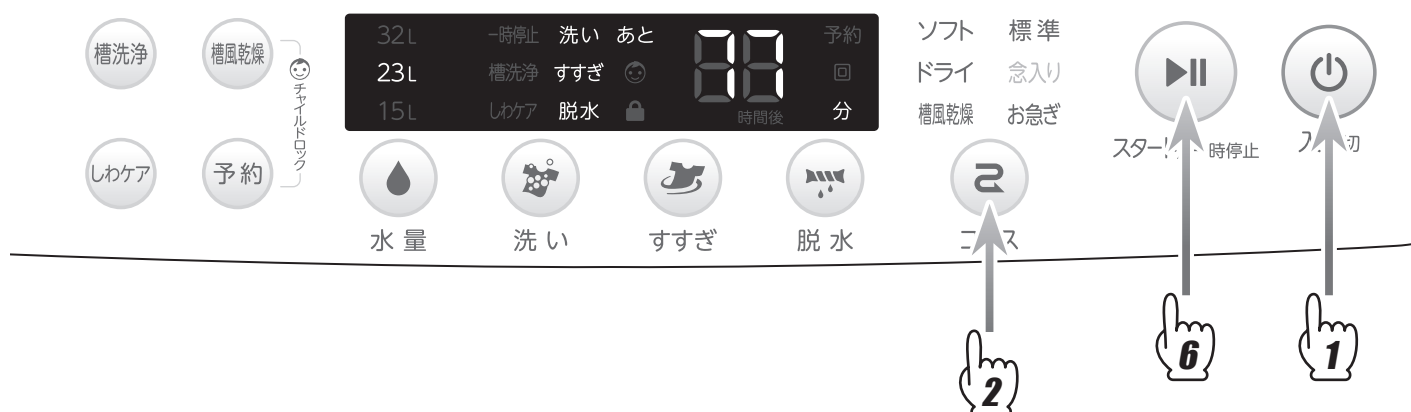 槽洗浄
槽風乾燥
チャイルドロック
しわケア
予約
32L
23L
15L
一時停止
槽洗浄
しわケア
洗い
すすぎ
脱水
あと
77
時間後
予約
分
ソフト
標準
ドライ
念入り
槽風乾燥
お急ぎ
水量
洗い
すすぎ
脱水
時停止
切
2
6
1